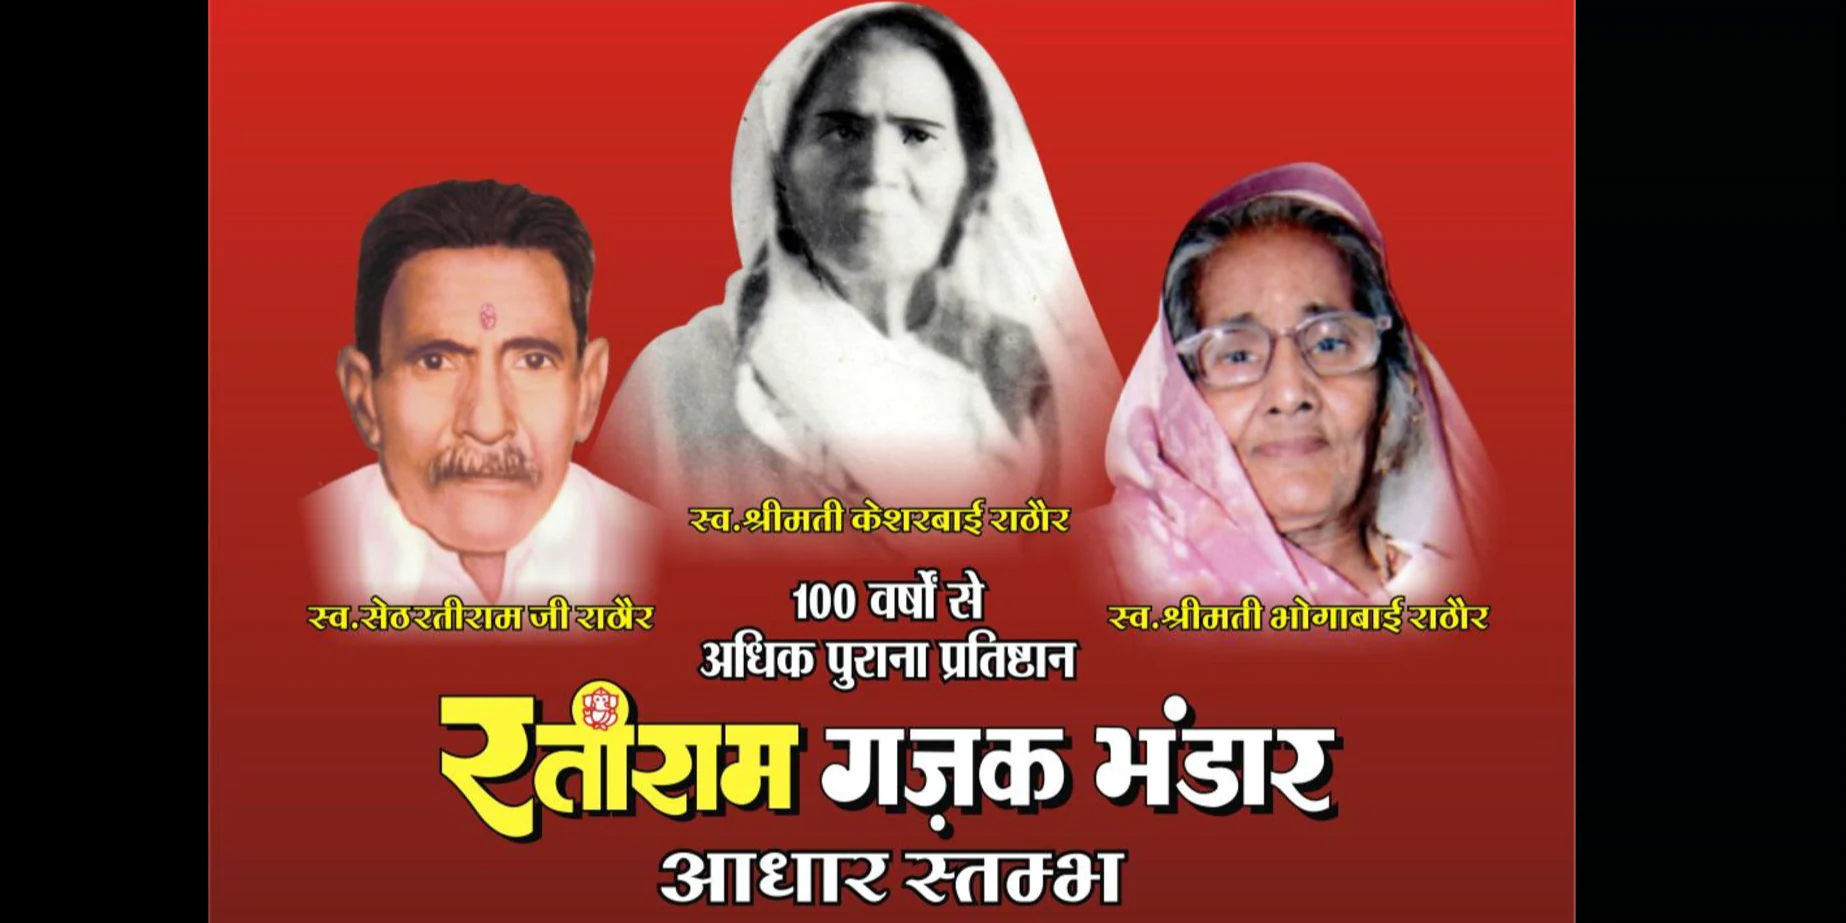 स्व.श्रीमती केशरबाई राठौर
स्व.सेठरतीराम जी राठौर
स्व.श्रीमती भोगाबाई राठौर
100 वर्षों से
अधिक पुराना प्रतिष्ठान
रतीराम गज़क भंडार
आधार स्तम्भ